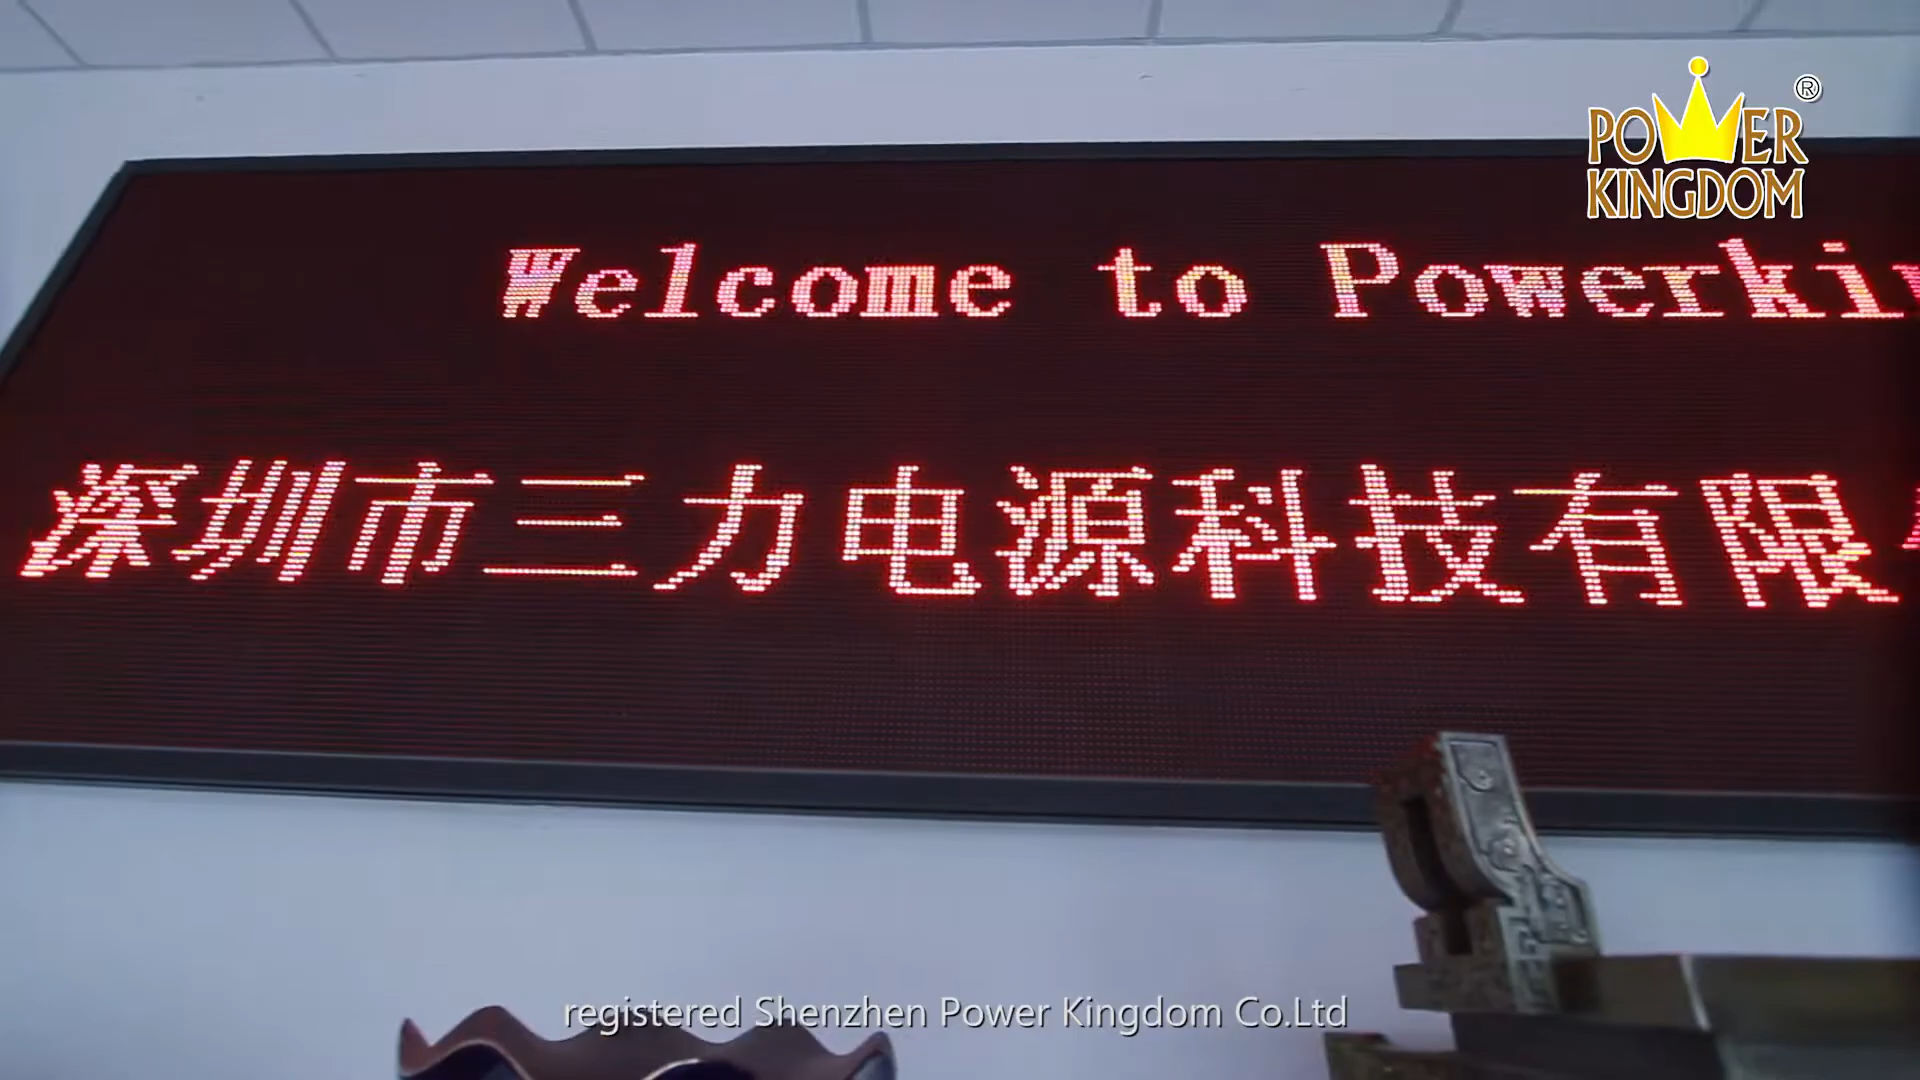 POWER
KINGDOM
®
Welcome to Powerki
深圳市三力电源科技有限
registered Shenzhen Power Kingdom Co.Ltd